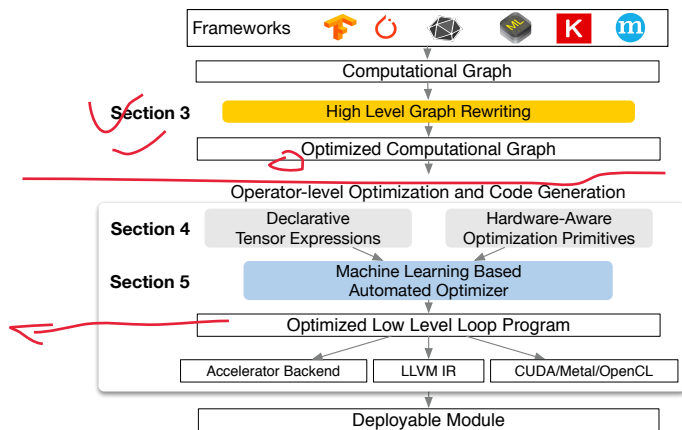 Frameworks
ML
K
m
Computational Graph
Section 3
High Level Graph Rewriting
Optimized Computational Graph
Operator-level Optimization and Code Generation
Section 4
Declarative
Tensor Expressions
Hardware-Aware
Optimization Primitives
Section 5
Machine Learning Based
Automated Optimizer
Optimized Low Level Loop Program
Accelerator Backend
LLVM IR
CUDA/Metal/OpenCL
Deployable Module